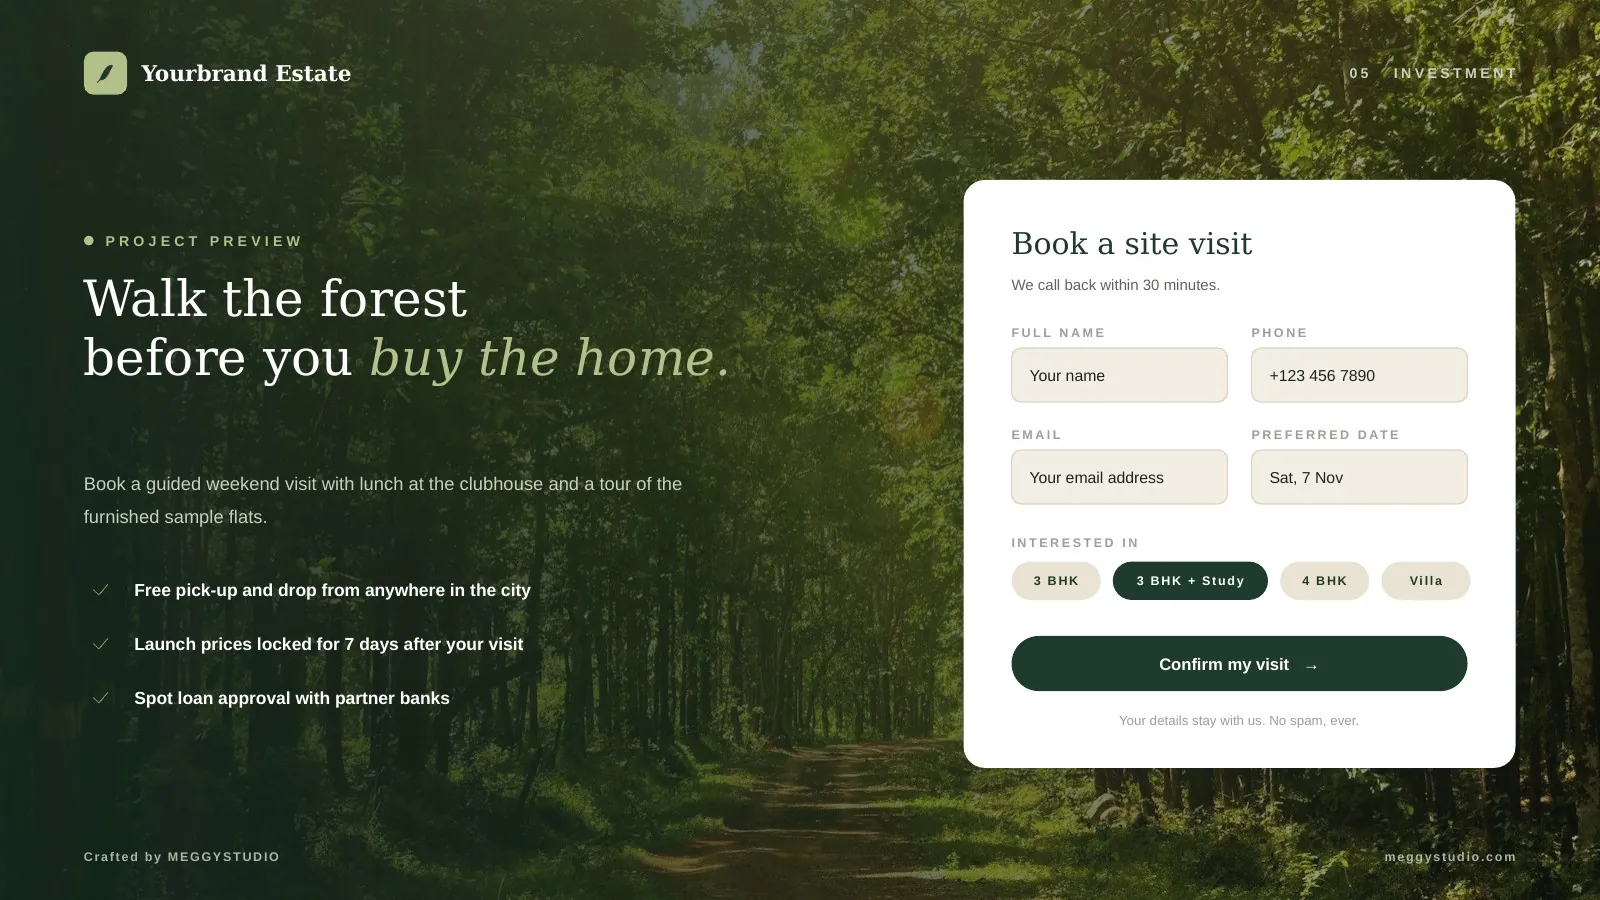 Yourbrand Estate
05 INVESTMENT
PROJECT PREVIEW
Walk the forest
before you buy the home.
Book a guided weekend visit with lunch at the clubhouse and a tour of the
furnished sample flats.
Free pick-up and drop from anywhere in the city
Launch prices locked for 7 days after your visit
Spot loan approval with partner banks
Book a site visit
We call back within 30 minutes.
FULL NAME
Your name
PHONE
+123 456 7890
EMAIL
Your email address
PREFERRED DATE
Sat, 7 Nov
INTERESTED IN
3 BHK
3 BHK + Study
4 BHK
Villa
Confirm my visit →
Your details stay with us. No spam, ever.
Crafted by MEGGYSTUDIO
meggystudio.com